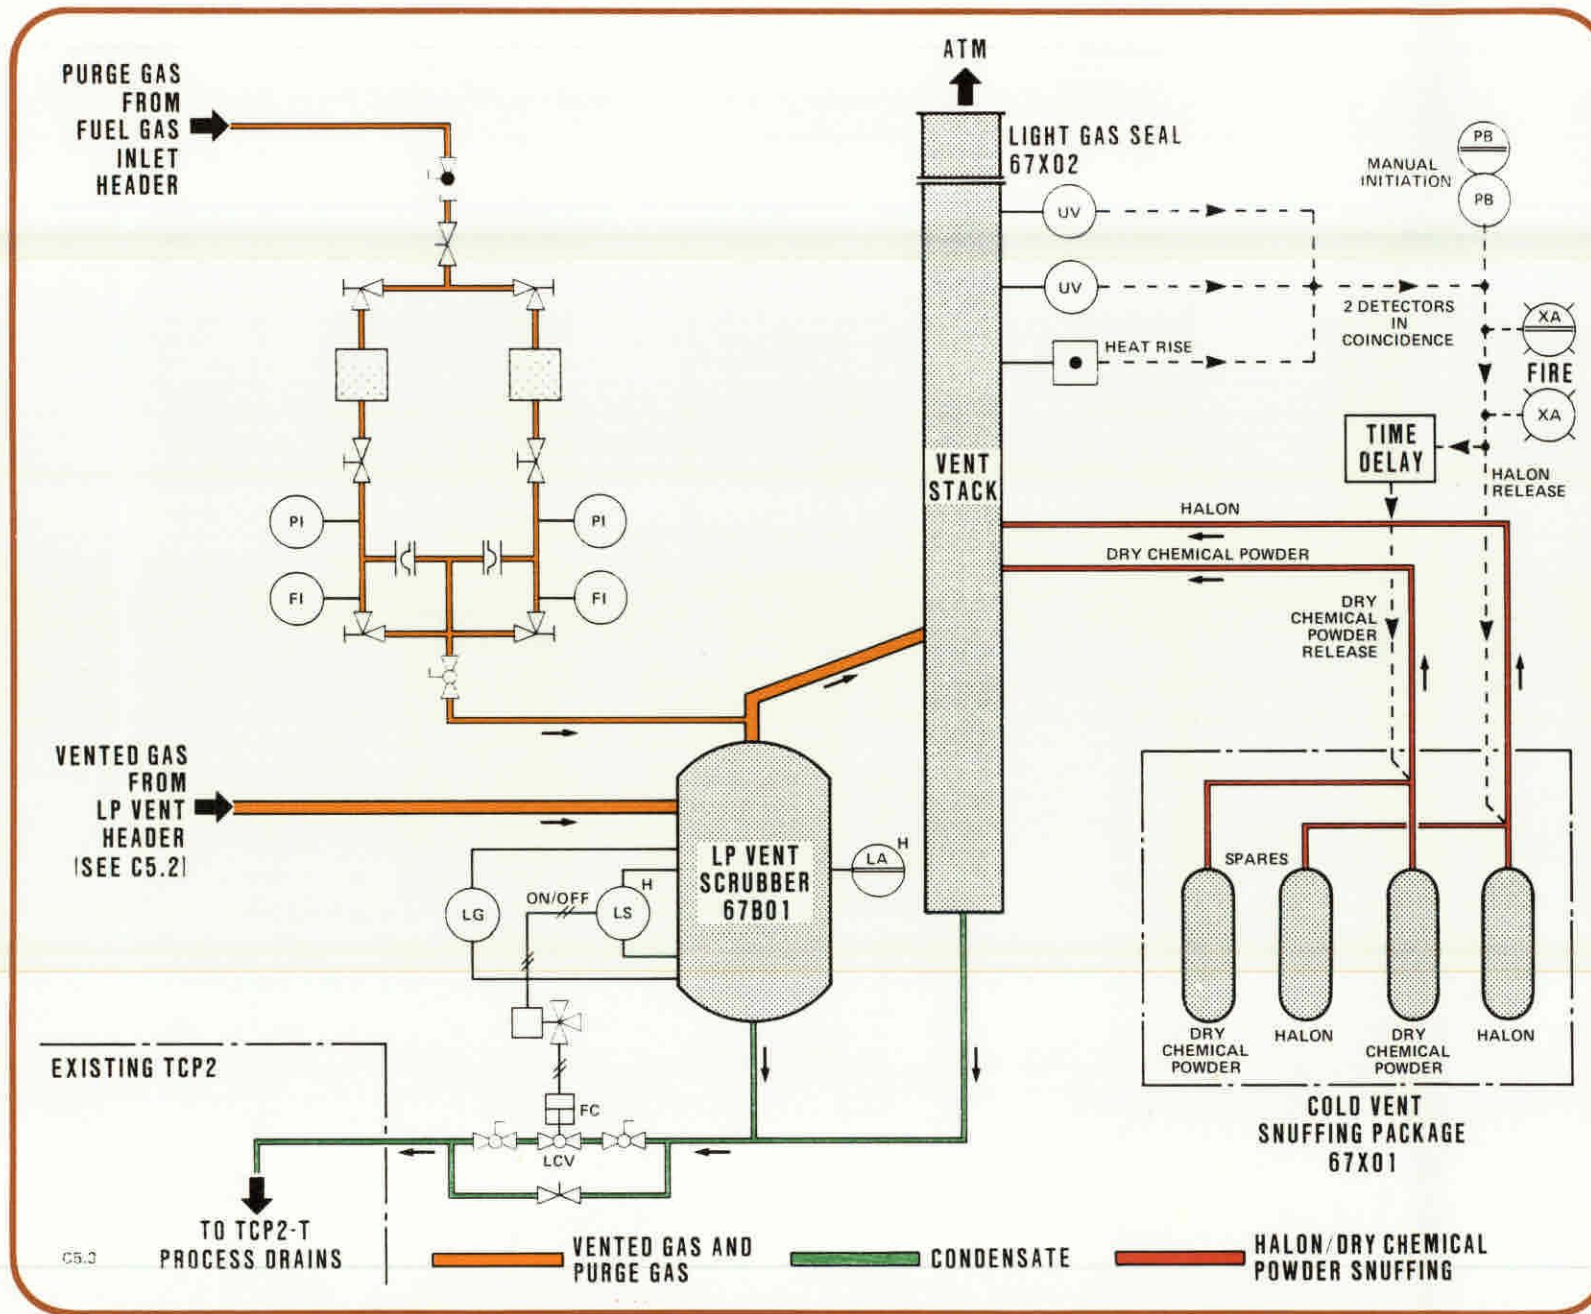 PURGE GAS
FROM
FUEL GAS
INLET
HEADER
ATM
LIGHT GAS SEAL
67X02
MANUAL
INITIATION
PB
PB
UV
UV
2 DETECTORS
IN
COINCIDENCE
HEAT RISE
XA
FIRE
XA
TIME
DELAY
HALON
RELEASE
VENT
STACK
PI
PI
FI
FI
HALON
DRY CHEMICAL POWDER
DRY
CHEMICAL
POWDER
RELEASE
VENTED GAS
FROM
LP VENT
HEADER
(SEE C5.2)
LP VENT
SCRUBBER
67B01
LA
H
LG
ON/OFF
LS
H
SPARES
DRY
CHEMICAL
POWDER
HALON
DRY
CHEMICAL
POWDER
HALON
COLD VENT
SNUFFING PACKAGE
67X01
EXISTING TCP2
FC
LCV
TO TCP2-T
PROCESS DRAINS
C5.3
VENTED GAS AND
PURGE GAS
CONDENSATE
HALON/DRY CHEMICAL
POWDER SNUFFING